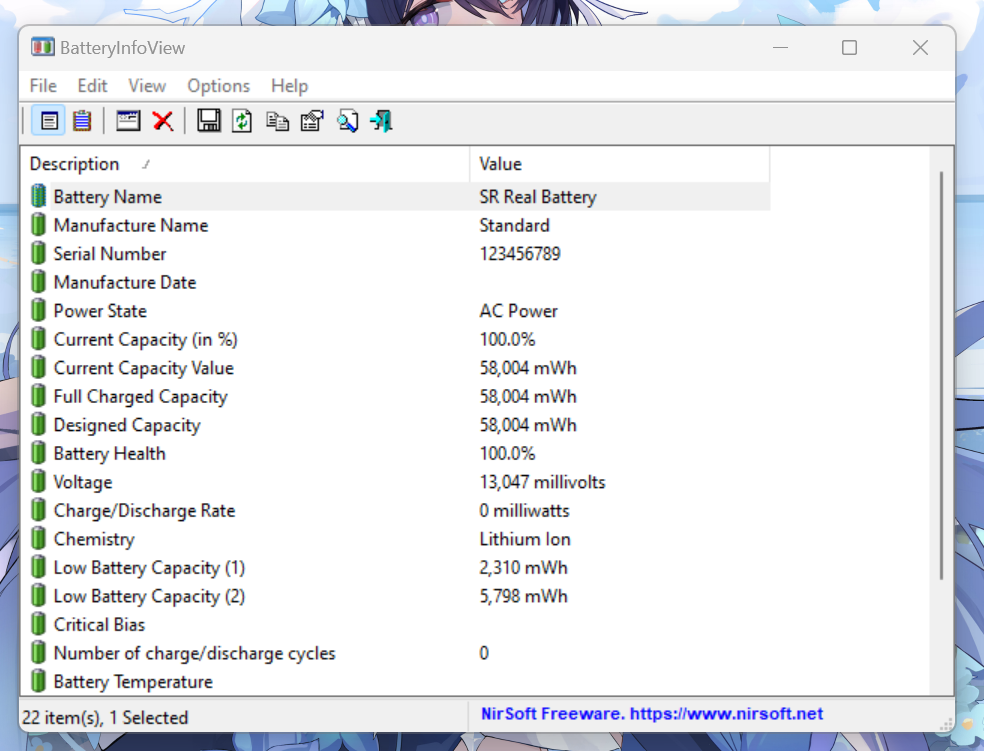 BatteryInfoView
File Edit View Options Help
Description Value
Battery Name SR Real Battery
Manufacture Name Standard
Serial Number 123456789
Manufacture Date
Power State AC Power
Current Capacity (in %) 100.0%
Current Capacity Value 58,004 mWh
Full Charged Capacity 58,004 mWh
Designed Capacity 58,004 mWh
Battery Health 100.0%
Voltage 13,047 millivolts
Charge/Discharge Rate 0 milliwatts
Chemistry Lithium Ion
Low Battery Capacity (1) 2,310 mWh
Low Battery Capacity (2) 5,798 mWh
Critical Bias
Number of charge/discharge cycles 0
Battery Temperature
22 item(s), 1 Selected NirSoft Freeware. https://www.nirsoft.net